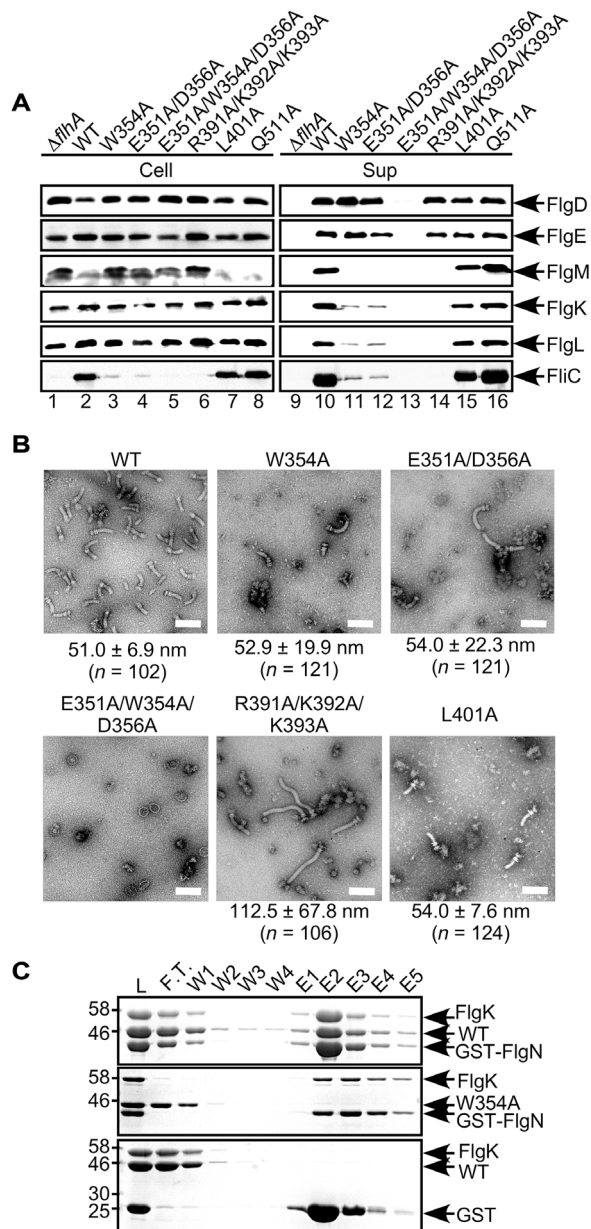 A
ΔflhA
WT
W354A
E351A/D356A
E351A/W354A/D356A
R391A/K392A/K393A
L401A
Q511A
ΔflhA
WT
W354A
E351A/D356A
E351A/W354A/D356A
R391A/K392A/K393A
L401A
Q511A
Cell Sup
FlgD
FlgE
FlgM
FlgK
FlgL
FliC
1 2 3 4 5 6 7 8 9 10 11 12 13 14 15 16
B
WT W354A E351A/D356A
51.0 ± 6.9 nm 52.9 ± 19.9 nm 54.0 ± 22.3 nm
(n = 102) (n = 121) (n = 121)
E351A/W354A/ R391A/K392A/
D356A K393A L401A
112.5 ± 67.8 nm 54.0 ± 7.6 nm
(n = 106) (n = 124)
C
L F.T. W1 W2 W3 W4 E1 E2 E3 E4 E5
58 FlgK
46 WT
GST-FlgN
58 FlgK
46 W354A
GST-FlgN
58 FlgK
46 WT
30
25 GST